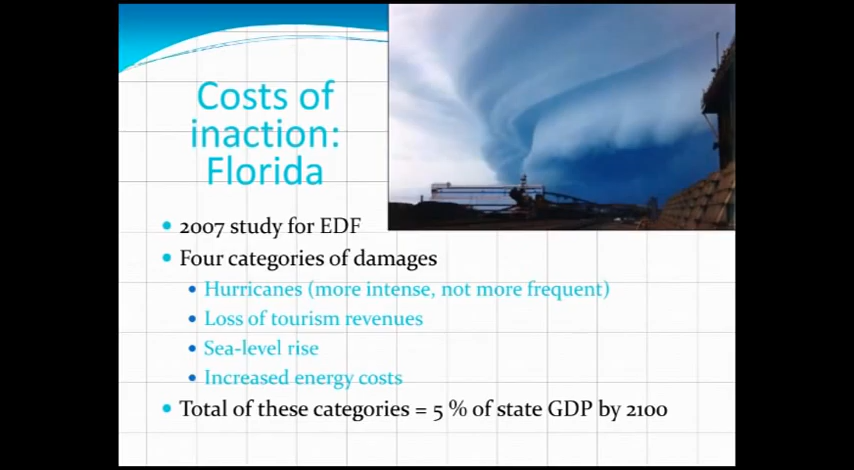 Costs of
inaction:
Florida
• 2007 study for EDF
• Four categories of damages
• Hurricanes (more intense, not more frequent)
• Loss of tourism revenues
• Sea-level rise
• Increased energy costs
• Total of these categories = 5 % of state GDP by 2100